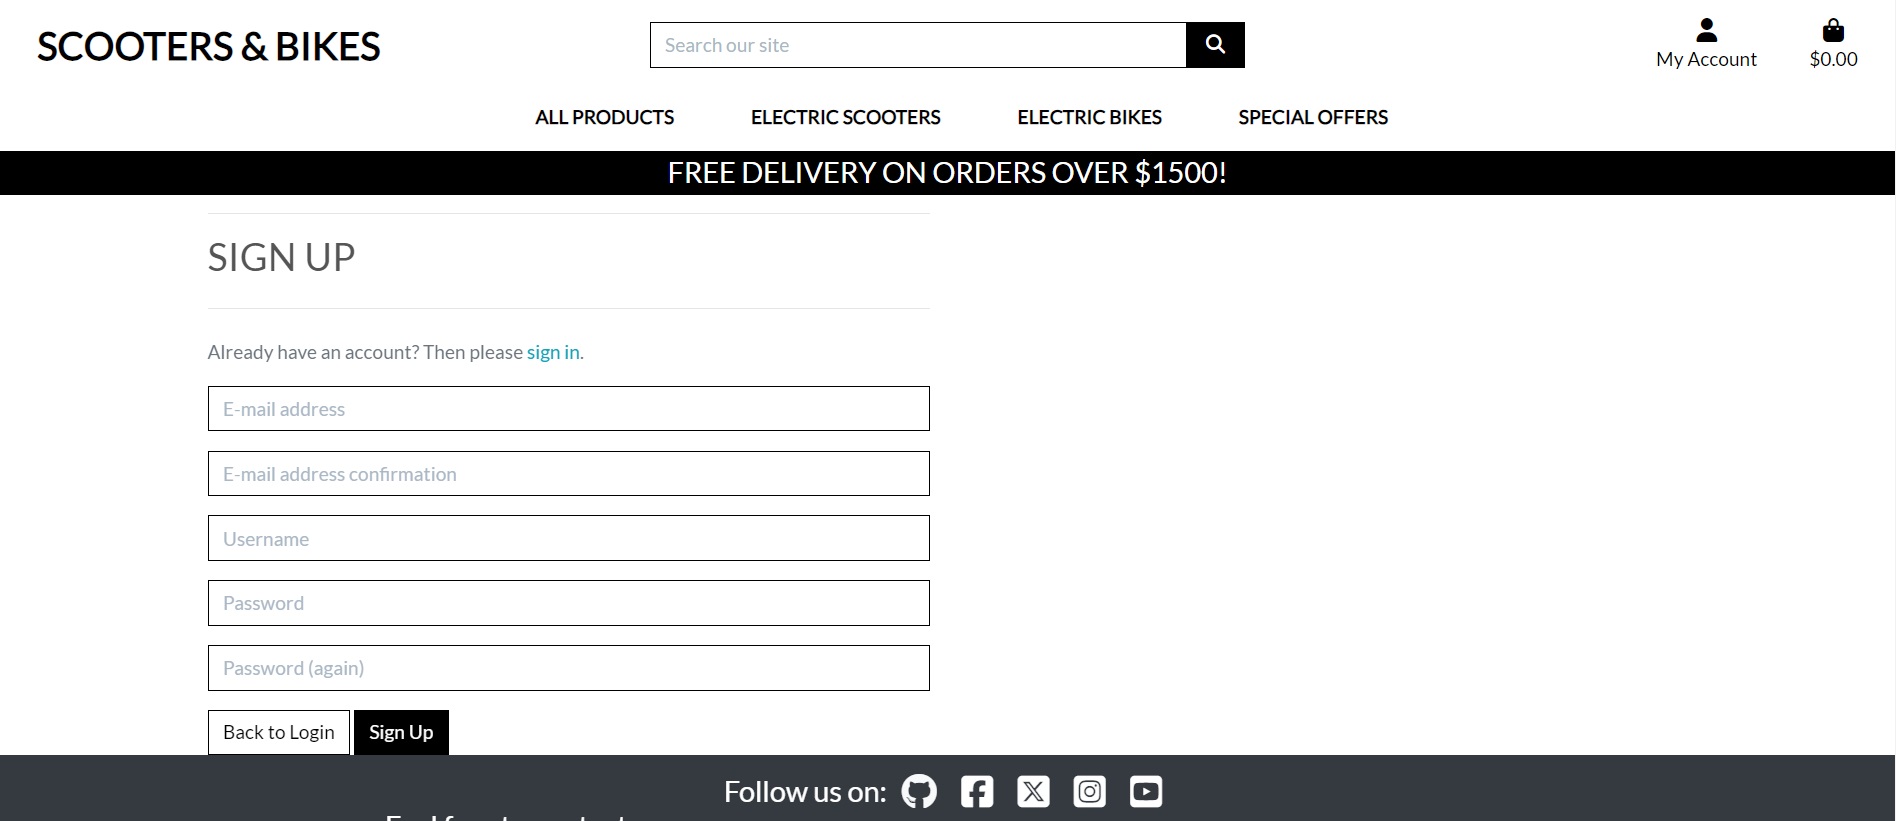 SCOOTERS & BIKES
Search our site
My Account
$0.00
ALL PRODUCTS
ELECTRIC SCOOTERS
ELECTRIC BIKES
SPECIAL OFFERS
FREE DELIVERY ON ORDERS OVER $1500!
SIGN UP
Already have an account? Then please sign in.
E-mail address
E-mail address confirmation
Username
Password
Password (again)
Back to Login
Sign Up
Follow us on: